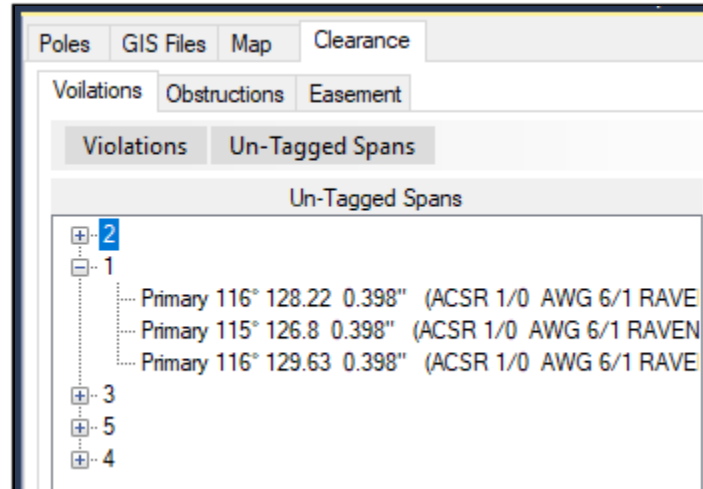 Poles GIS Files Map Clearance
Voilations Obstructions Easement
Violations Un-Tagged Spans
Un-Tagged Spans
2
1
Primary 116° 128.22 0.398" (ACSR 1/0 AWG 6/1 RAVE
Primary 115° 126.8 0.398" (ACSR 1/0 AWG 6/1 RAVEN
Primary 116° 129.63 0.398" (ACSR 1/0 AWG 6/1 RAVE
3
5
4